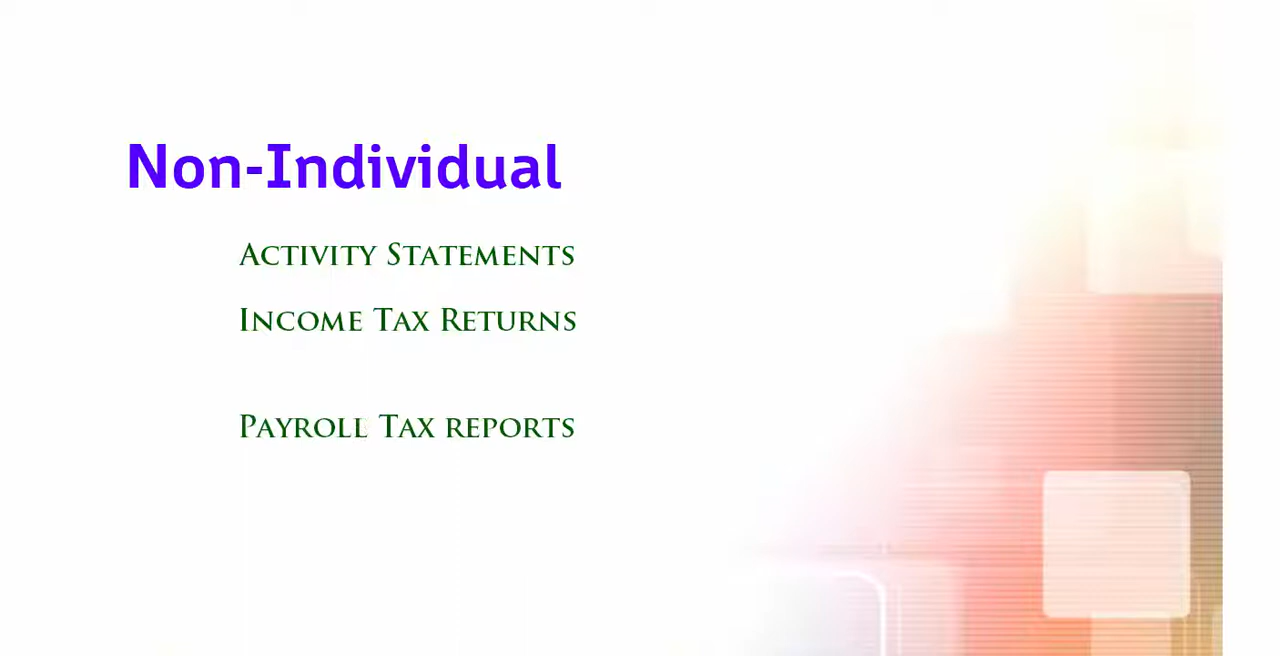 Non-Individual
Activity Statements
Income Tax Returns
Payroll Tax reports